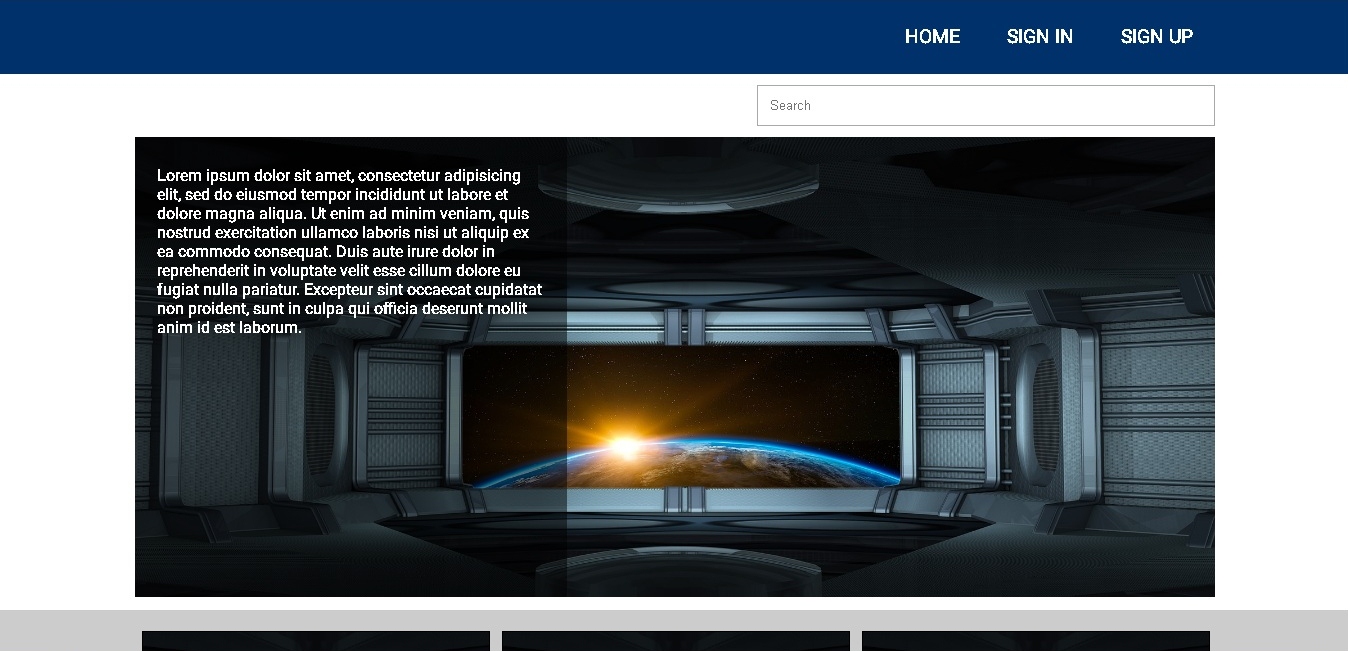 HOME SIGN IN SIGN UP
Search
Lorem ipsum dolor sit amet, consectetur adipisicing
elit, sed do eiusmod tempor incididunt ut labore et
dolore magna aliqua. Ut enim ad minim veniam, quis
nostrud exercitation ullamco laboris nisi ut aliquip ex
ea commodo consequat. Duis aute irure dolor in
reprehenderit in voluptate velit esse cillum dolore eu
fugiat nulla pariatur. Excepteur sint occaecat cupidatat
non proident, sunt in culpa qui officia deserunt mollit
anim id est laborum.